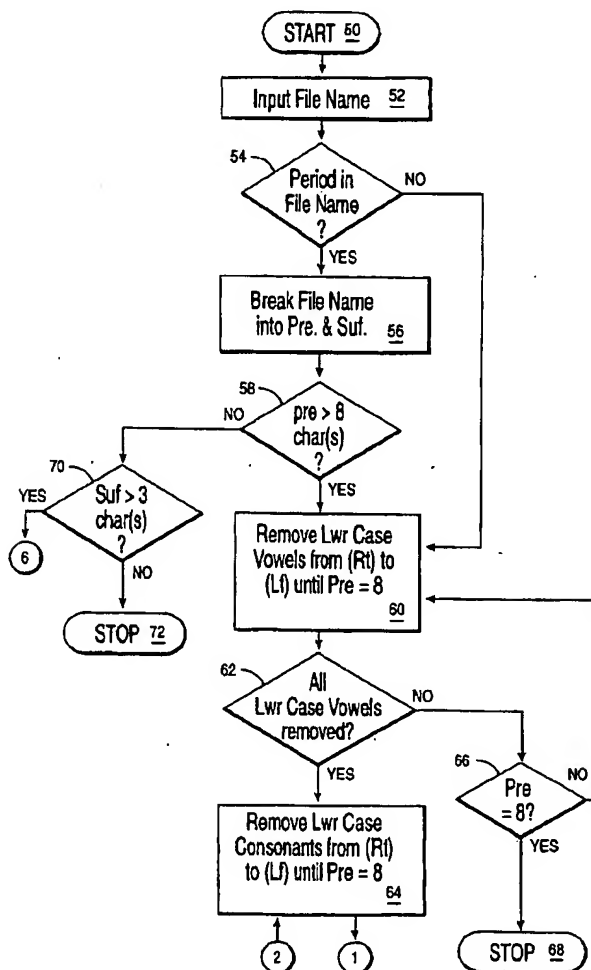 START 50
Input File Name 52
54
Period in
File Name
?
NO
YES
Break File Name
into Pre. & Suf.
56
58
pre > 8
char(s)
?
NO
YES
70
Suf > 3
char(s)
?
YES
NO
6
STOP 72
Remove Lwr Case
Vowels from (Rt) to
(Lf) until Pre = 8
60
62
All
Lwr Case Vowels
removed?
NO
YES
66
Pre
= 8?
NO
YES
Remove Lwr Case
Consonants from (Rt)
to (Lf) until Pre = 8
64
2
1
STOP 68